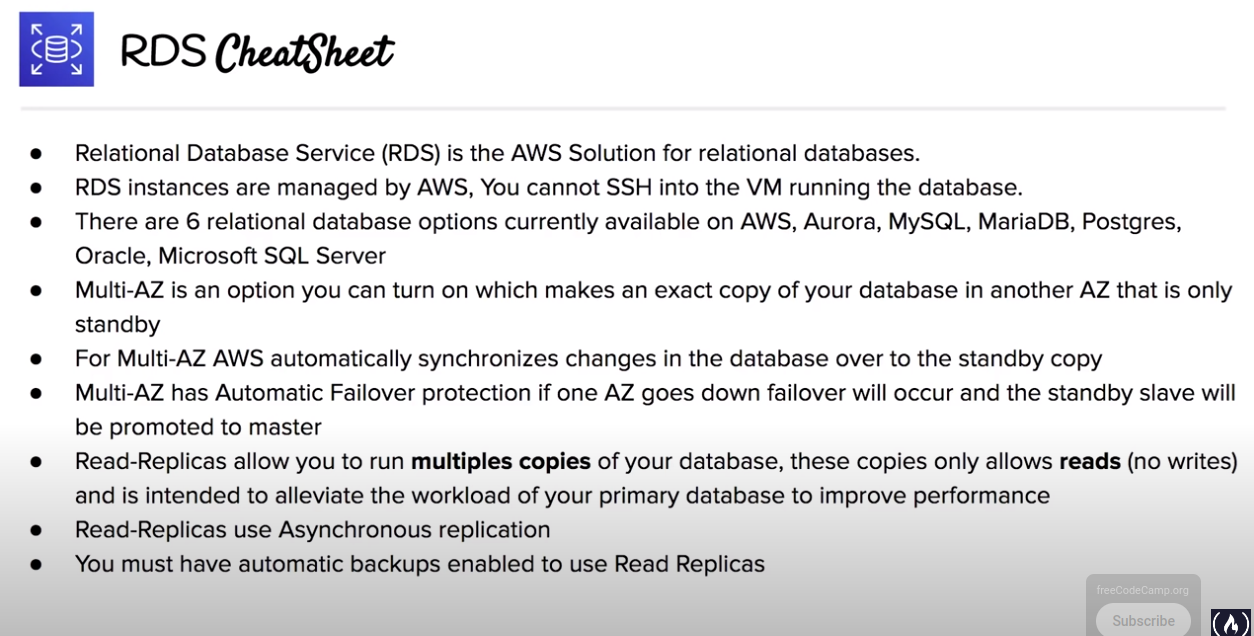 RDS CheatSheet
● Relational Database Service (RDS) is the AWS Solution for relational databases.
● RDS instances are managed by AWS, You cannot SSH into the VM running the database.
● There are 6 relational database options currently available on AWS, Aurora, MySQL, MariaDB, Postgres,
Oracle, Microsoft SQL Server
● Multi-AZ is an option you can turn on which makes an exact copy of your database in another AZ that is only
standby
● For Multi-AZ AWS automatically synchronizes changes in the database over to the standby copy
● Multi-AZ has Automatic Failover protection if one AZ goes down failover will occur and the standby slave will
be promoted to master
● Read-Replicas allow you to run multiples copies of your database, these copies only allows reads (no writes)
and is intended to alleviate the workload of your primary database to improve performance
● Read-Replicas use Asynchronous replication
● You must have automatic backups enabled to use Read Replicas
freeCodeCamp.org
Subscribe